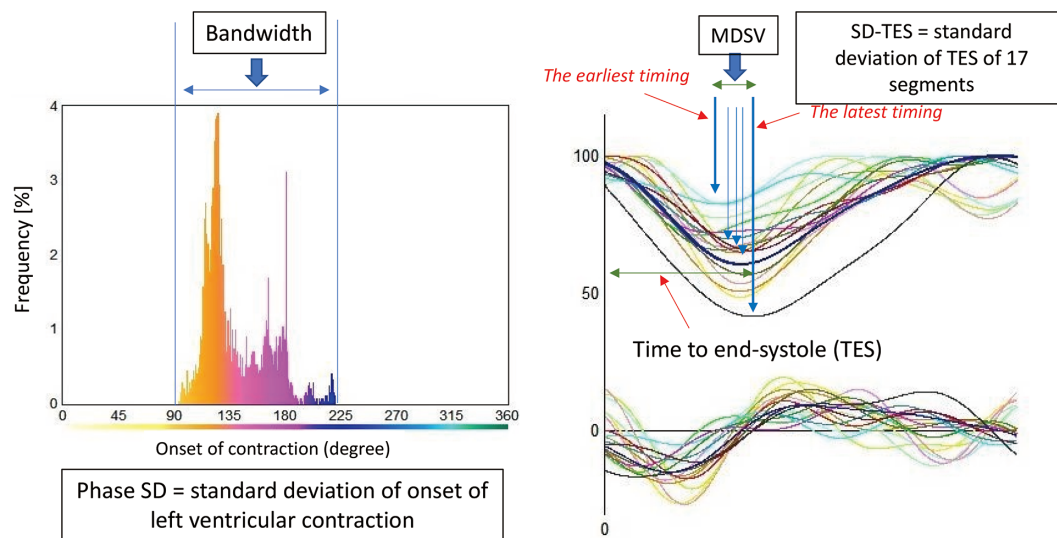 Bandwidth
4
3
2
1
0
Frequency [%]
0 45 90 135 180 225 270 315 360
Onset of contraction (degree)
Phase SD = standard deviation of onset of
left ventricular contraction
MDSV
SD-TES = standard
deviation of TES of 17
segments
The earliest timing
The latest timing
100
50
Time to end-systole (TES)
0
0